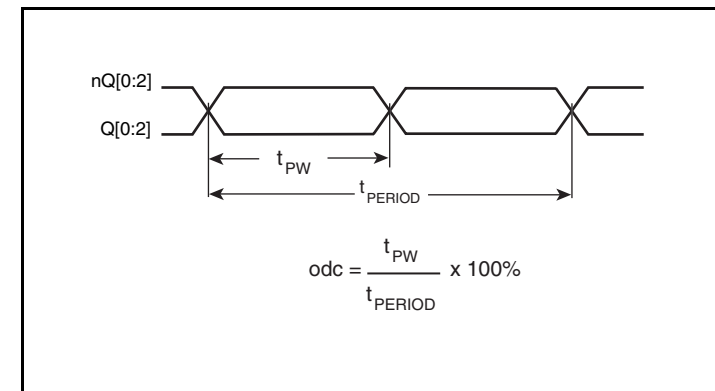 nQ[0:2]
Q[0:2]
tPW
tPERIOD
odc = tPW / tPERIOD x 100%